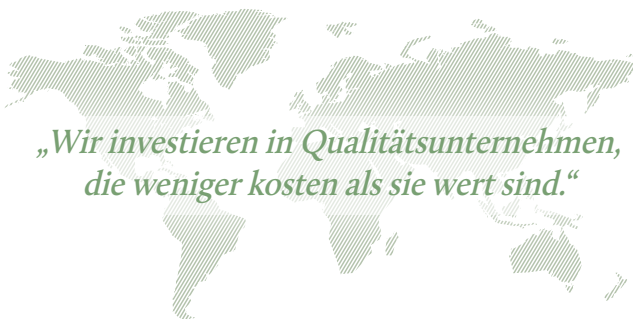 „Wir investieren in Qualitätsunternehmen,
die weniger kosten als sie wert sind.“